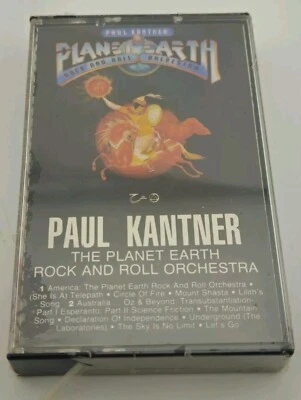 PAUL KANTNER
PLANET EARTH
ROCK AND ROLL ORCHESTRA
PAUL KANTNER
THE PLANET EARTH
ROCK AND ROLL ORCHESTRA
1 America: The Planet Earth Rock And Roll Orchestra •
(She Is A) Telepath • Circle Of Fire • Mount Shasta • Lilith's
Song 2 Australia Oz & Beyond: Transubstantiation
Part I Esperanto; Part II Science Friction • The Mountain
Song • Declaration Of Independence • Underground (The
Laboratories) • The Sky Is No Limit • Let's Go